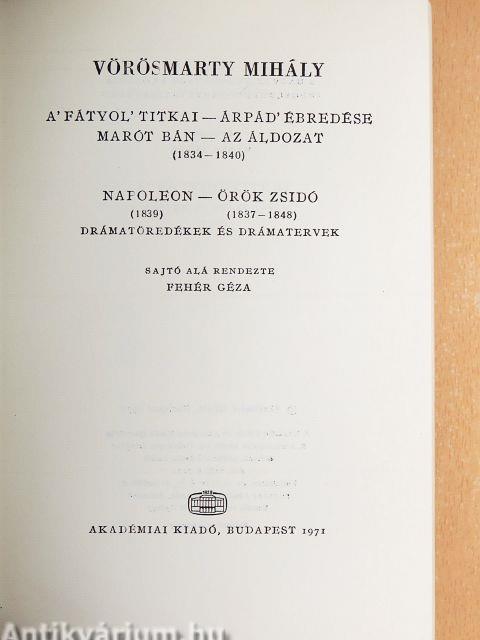 VÖRÖSMARTY MIHÁLY
A' FÁTYOL' TITKAI — ÁRPÁD' ÉBREDÉSE
MARÓT BÁN — AZ ÁLDOZAT
(1834–1840)
NAPOLEON — ÖRÖK ZSIDÓ
(1839) (1837–1848)
DRÁMATÖREDÉKEK ÉS DRÁMATERVEK
SAJTÓ ALÁ RENDEZTE
FEHÉR GÉZA
1828
AKADÉMIAI KIADÓ, BUDAPEST 1971
Antikvárium.hu